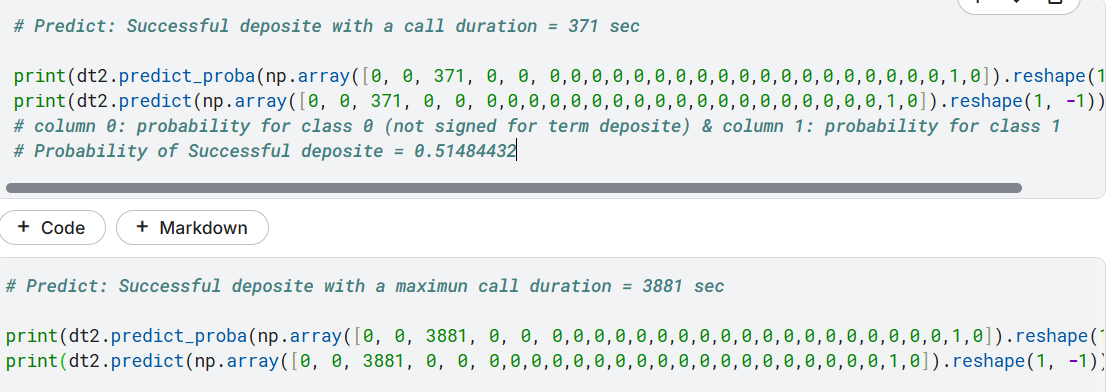 # Predict: Successful deposite with a call duration = 371 sec
print(dt2.predict_proba(np.array([0, 0, 371, 0, 0, 0,0,0,0,0,0,0,0,0,0,0,0,0,0,0,0,0,0,0,1,0]).reshape(1
print(dt2.predict(np.array([0, 0, 371, 0, 0, 0,0,0,0,0,0,0,0,0,0,0,0,0,0,0,0,0,0,0,1,0]).reshape(1, -1))
# column 0: probability for class 0 (not signed for term deposite) & column 1: probability for class 1
# Probability of Successful deposite = 0.51484432
+ Code + Markdown
# Predict: Successful deposite with a maximun call duration = 3881 sec
print(dt2.predict_proba(np.array([0, 0, 3881, 0, 0, 0,0,0,0,0,0,0,0,0,0,0,0,0,0,0,0,0,0,0,1,0]).reshape(1
print(dt2.predict(np.array([0, 0, 3881, 0, 0, 0,0,0,0,0,0,0,0,0,0,0,0,0,0,0,0,0,0,0,1,0]).reshape(1, -1))